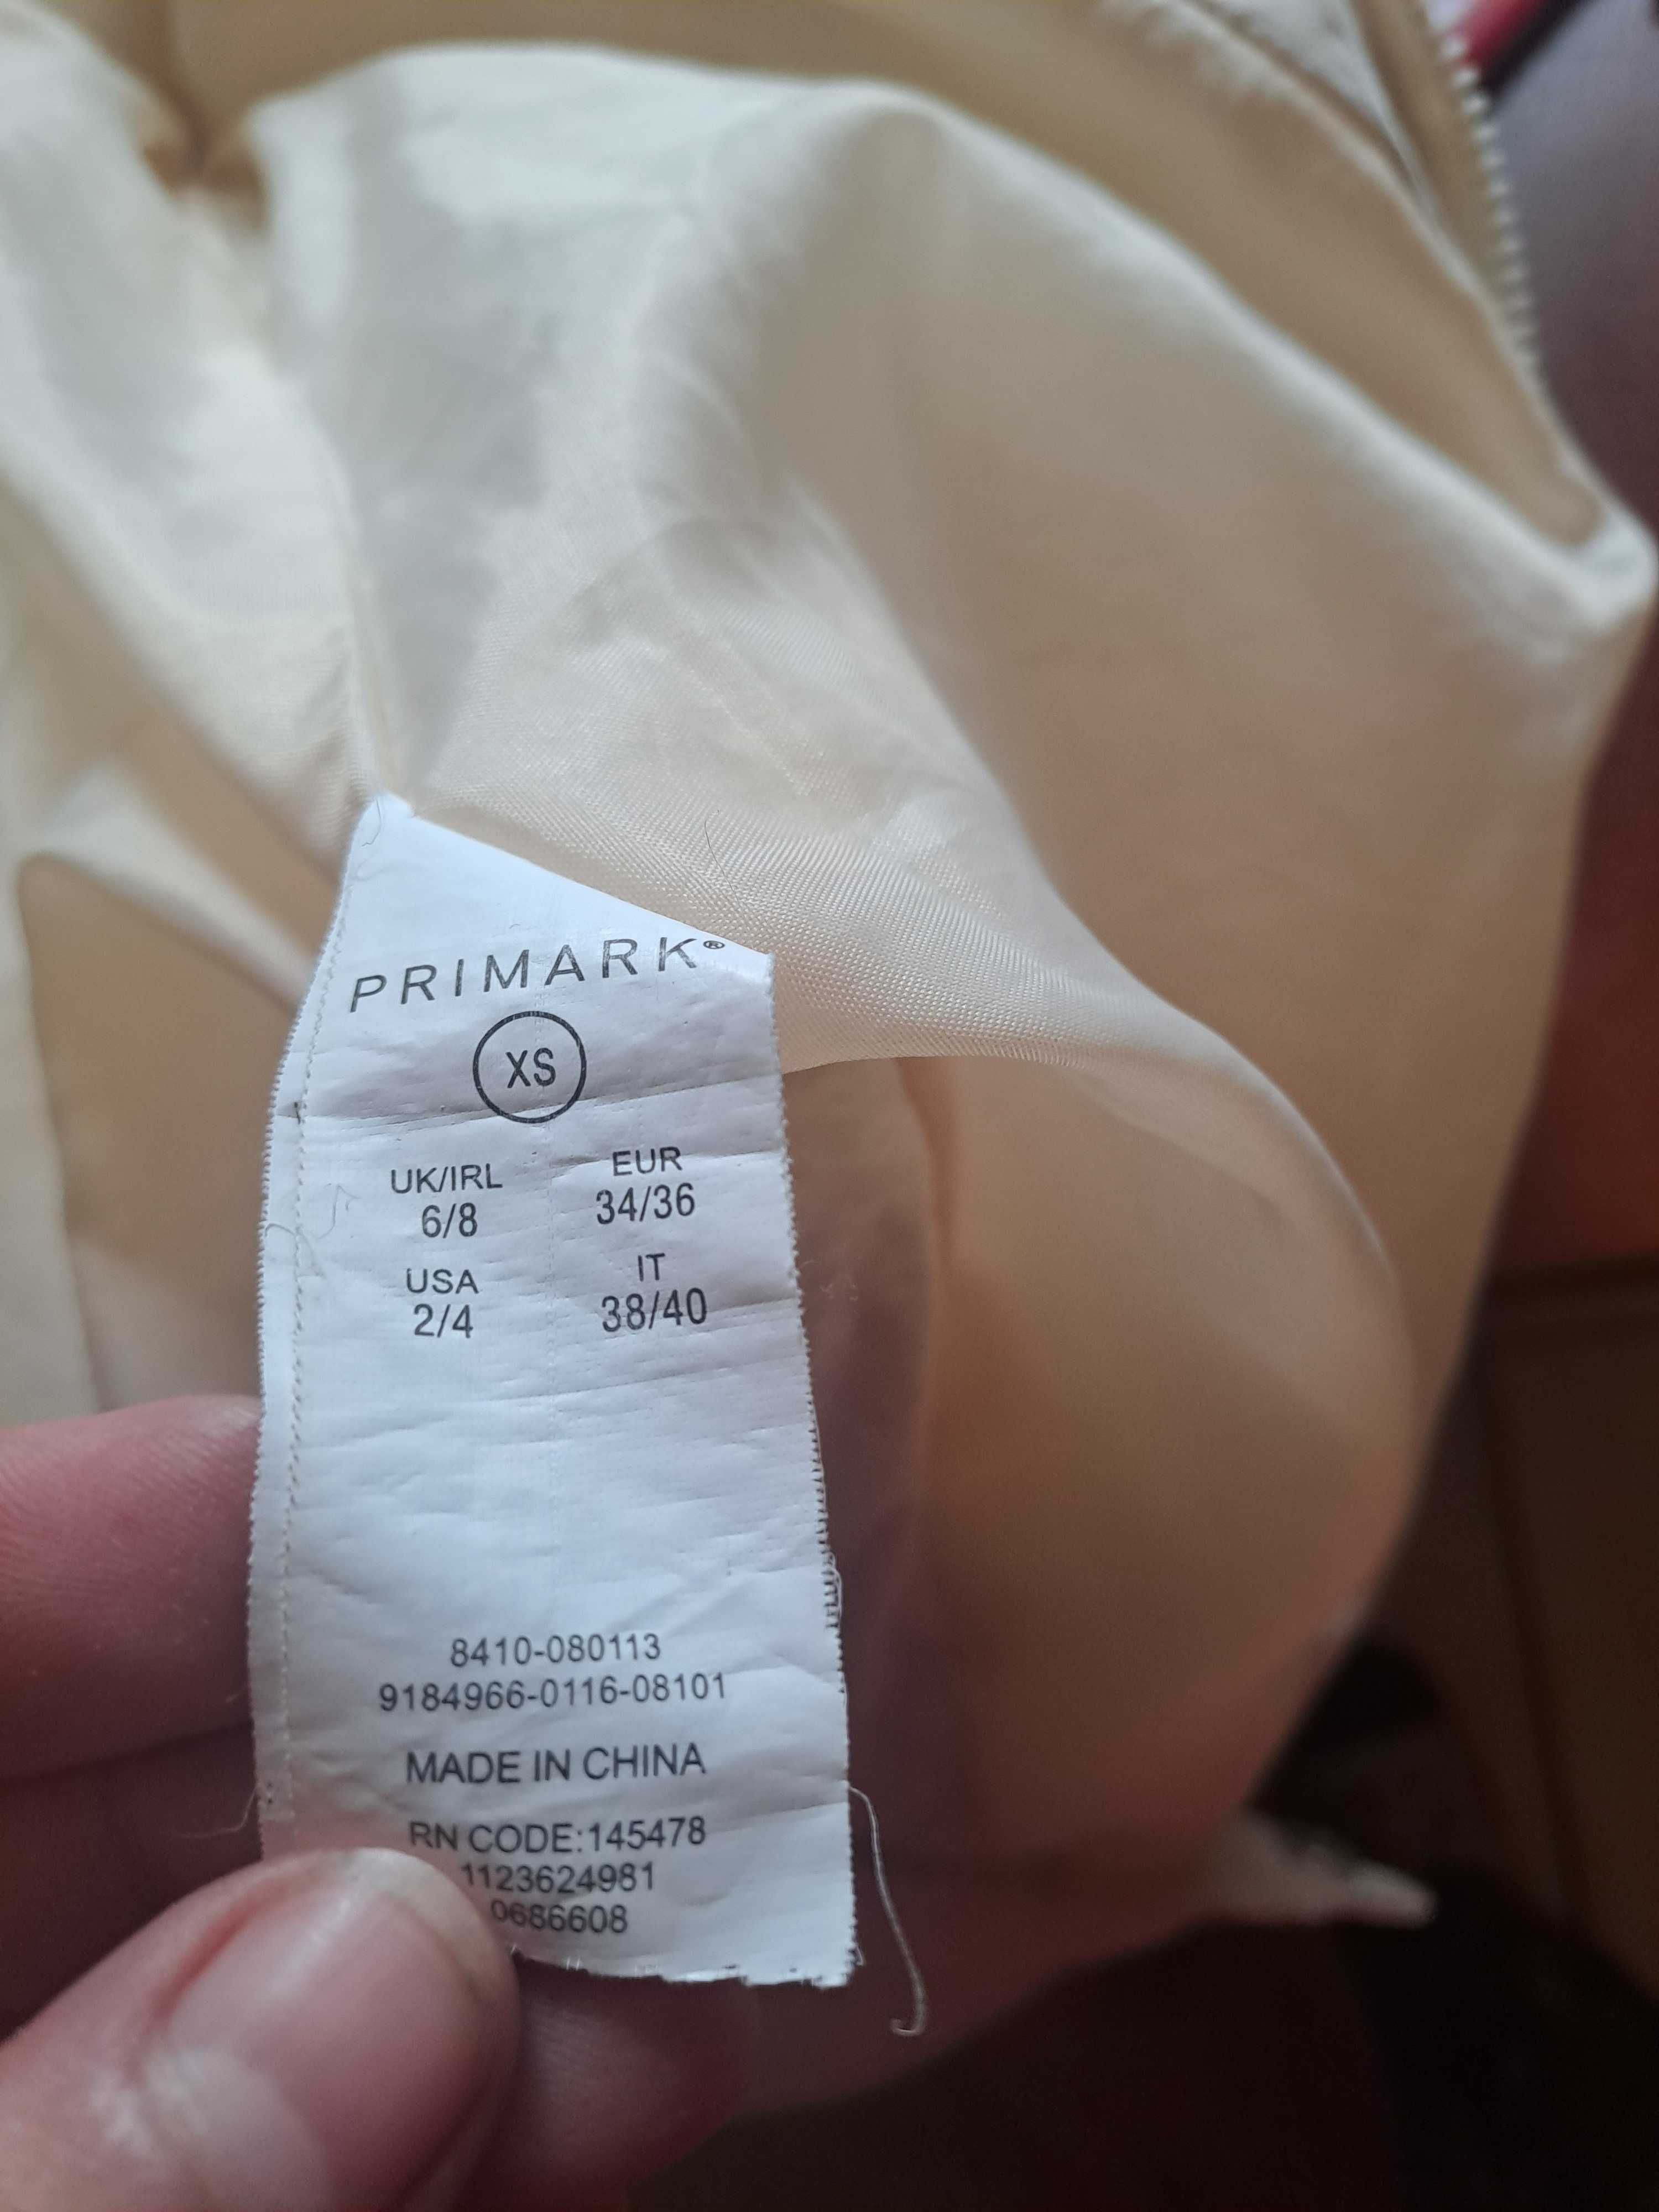 PRIMARK®
XS
UK/IRL EUR
6/8 34/36
USA IT
2/4 38/40
8410-080113
9184966-0116-08101
MADE IN CHINA
RN CODE:145478
1123624981
0686608